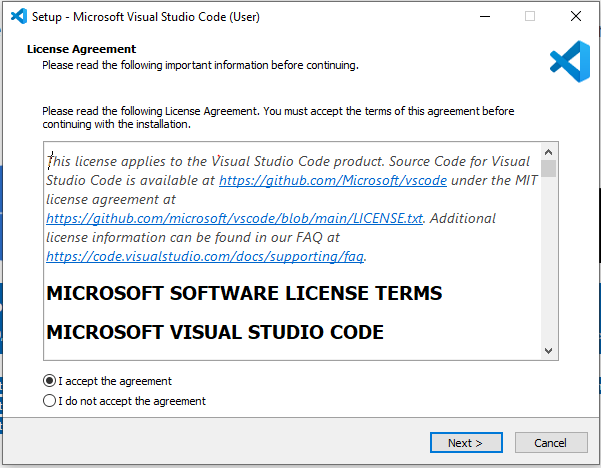 Setup - Microsoft Visual Studio Code (User)
License Agreement
Please read the following important information before continuing.
Please read the following License Agreement. You must accept the terms of this agreement before
continuing with the installation.
This license applies to the Visual Studio Code product. Source Code for Visual
Studio Code is available at https://github.com/Microsoft/vscode under the MIT
license agreement at
https://github.com/microsoft/vscode/blob/main/LICENSE.txt. Additional
license information can be found in our FAQ at
https://code.visualstudio.com/docs/supporting/faq.
MICROSOFT SOFTWARE LICENSE TERMS
MICROSOFT VISUAL STUDIO CODE
I accept the agreement
I do not accept the agreement
Next >
Cancel